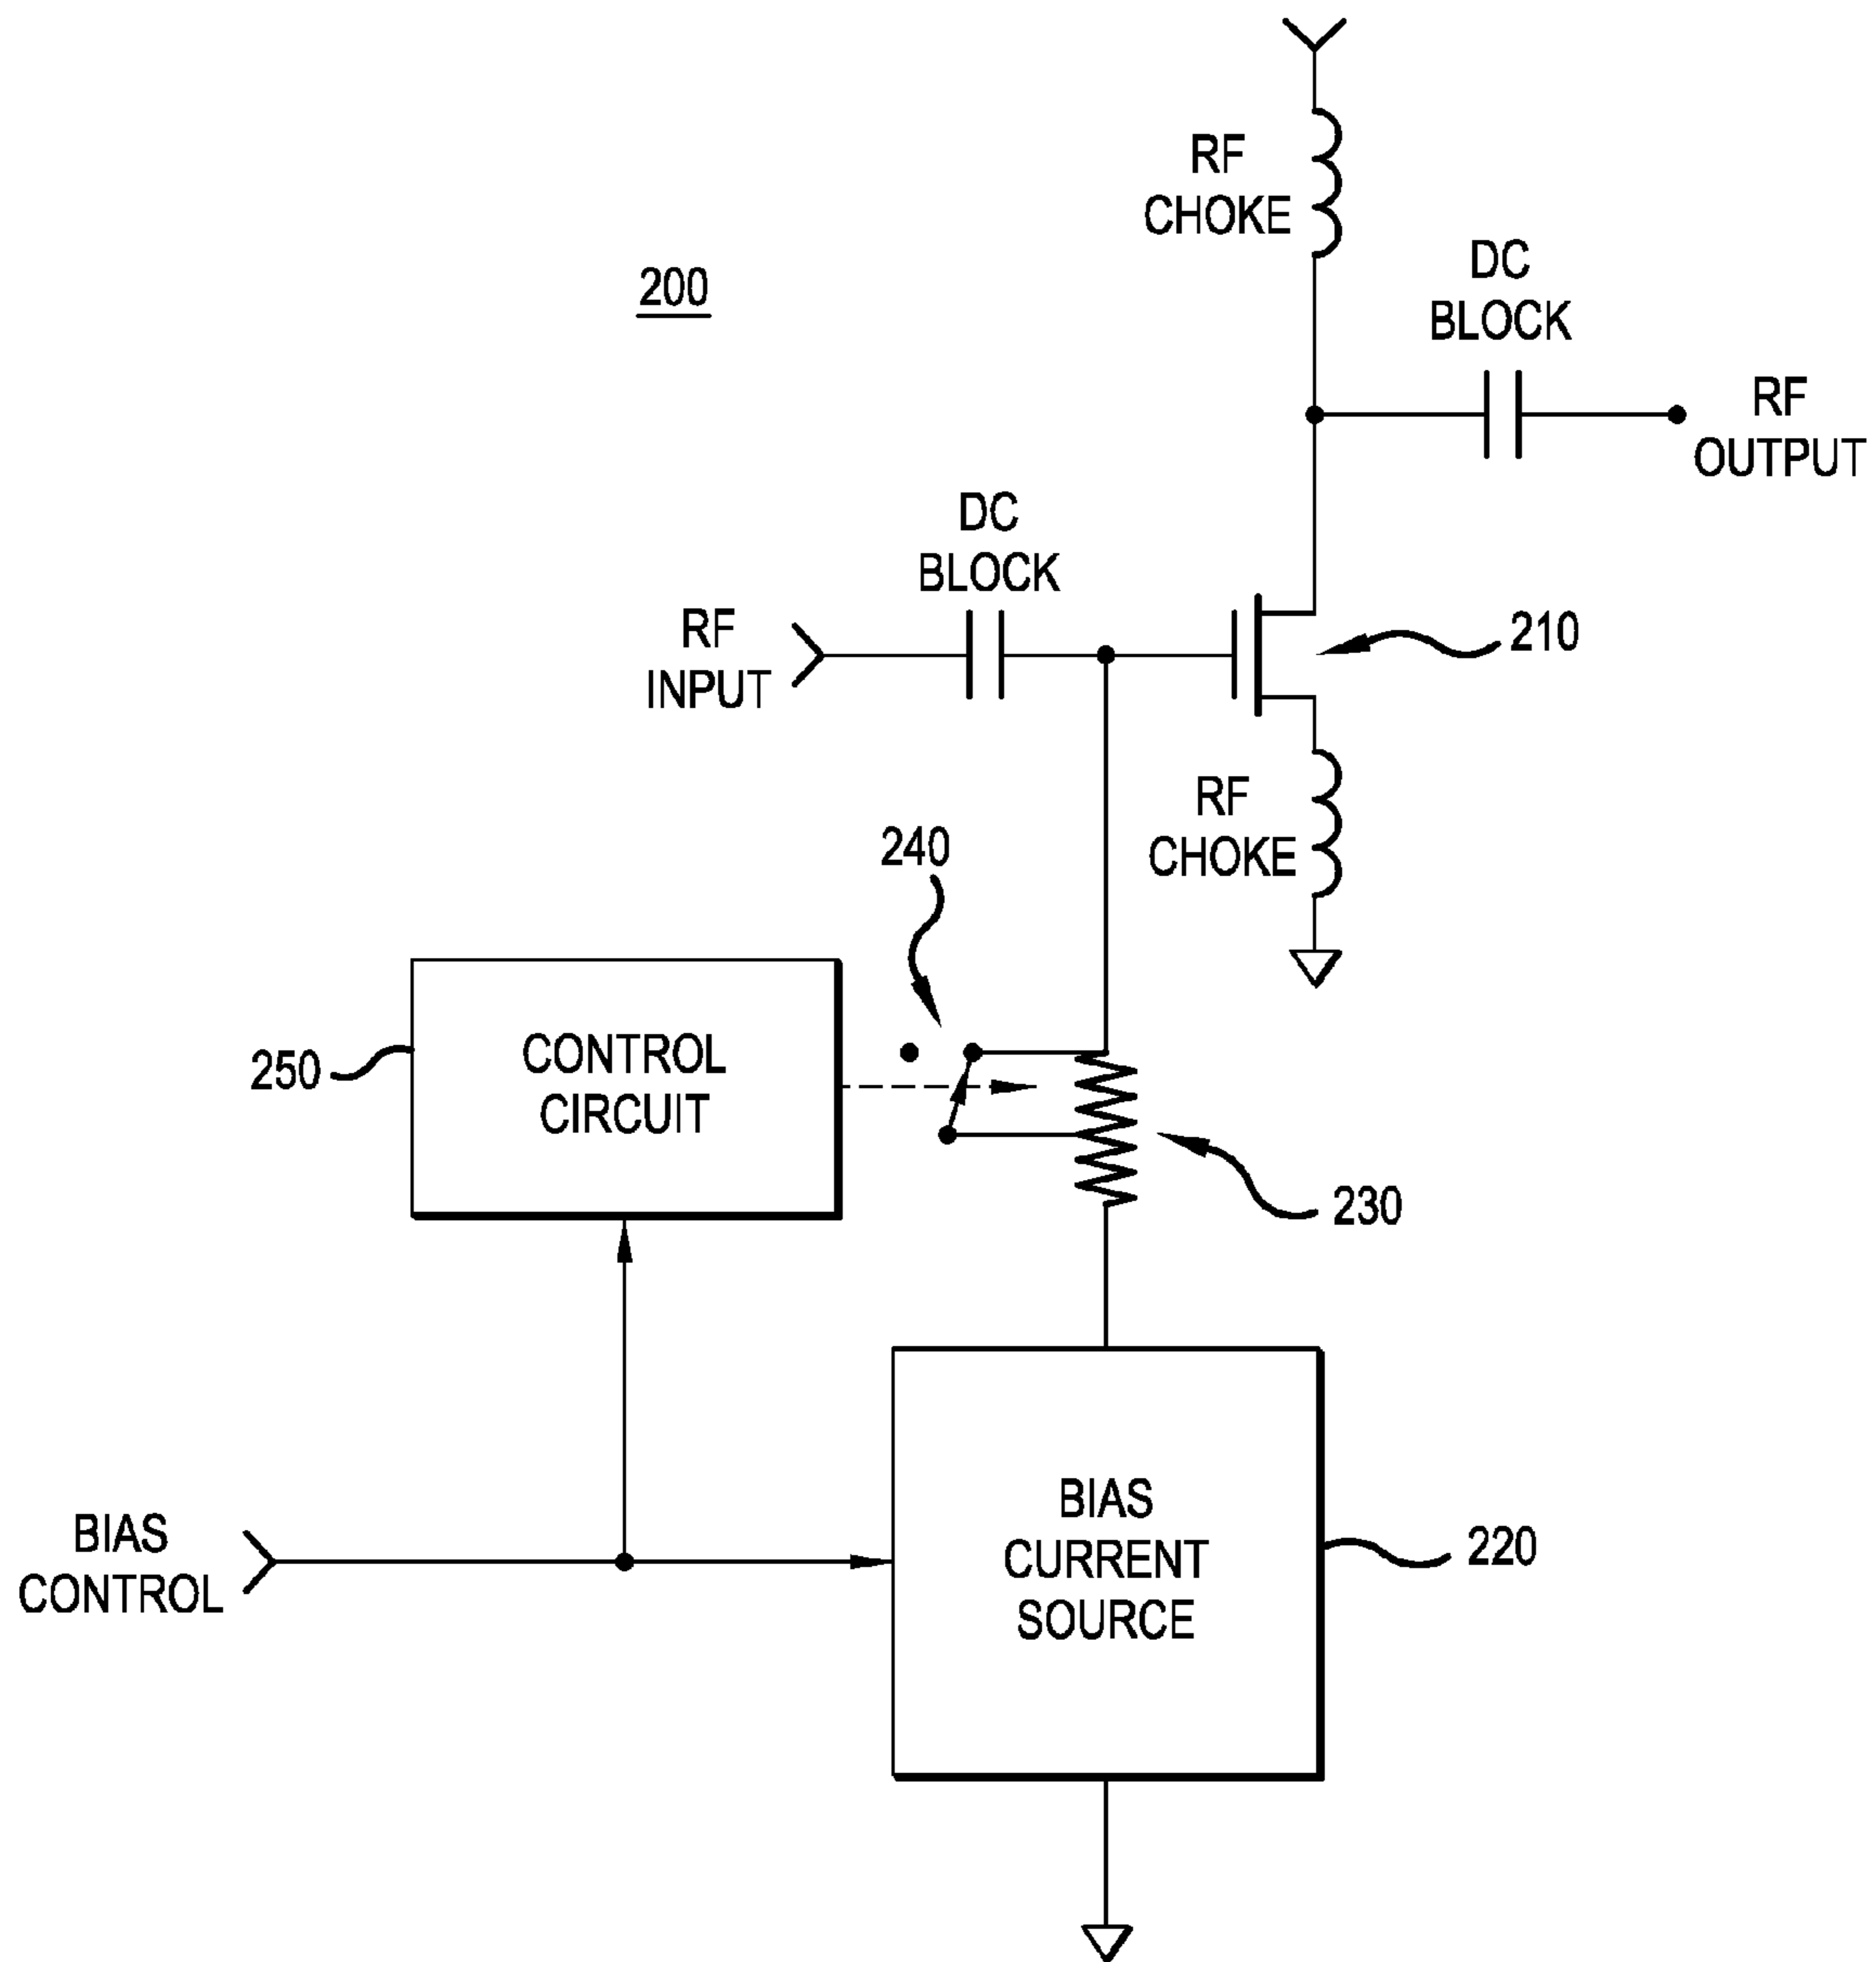 RF
CHOKE
200
DC
BLOCK
RF
OUTPUT
DC
BLOCK
RF
INPUT
210
RF
CHOKE
240
250
CONTROL
CIRCUIT
230
BIAS
CONTROL
BIAS
CURRENT
SOURCE
220